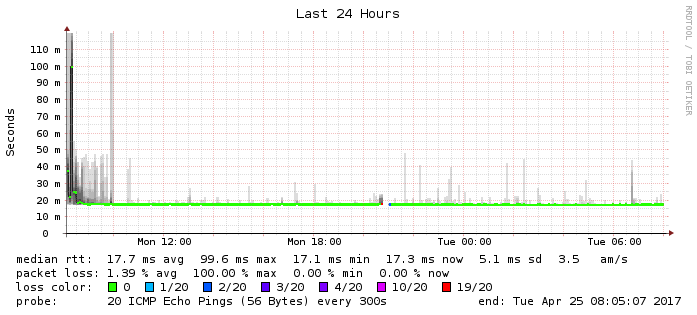 Last 24 Hours
RRDTOOL / TOBI OETIKER
Seconds
110 m
100 m
90 m
80 m
70 m
60 m
50 m
40 m
30 m
20 m
10 m
0
Mon 12:00 Mon 18:00 Tue 00:00 Tue 06:00
median rtt: 17.7 ms avg 99.6 ms max 17.1 ms min 17.3 ms now 5.1 ms sd 3.5 am/s
packet loss: 1.39 % avg 100.00 % max 0.00 % min 0.00 % now
loss color: 0 1/20 2/20 3/20 4/20 10/20 19/20
probe: 20 ICMP Echo Pings (56 Bytes) every 300s end: Tue Apr 25 08:05:07 2017